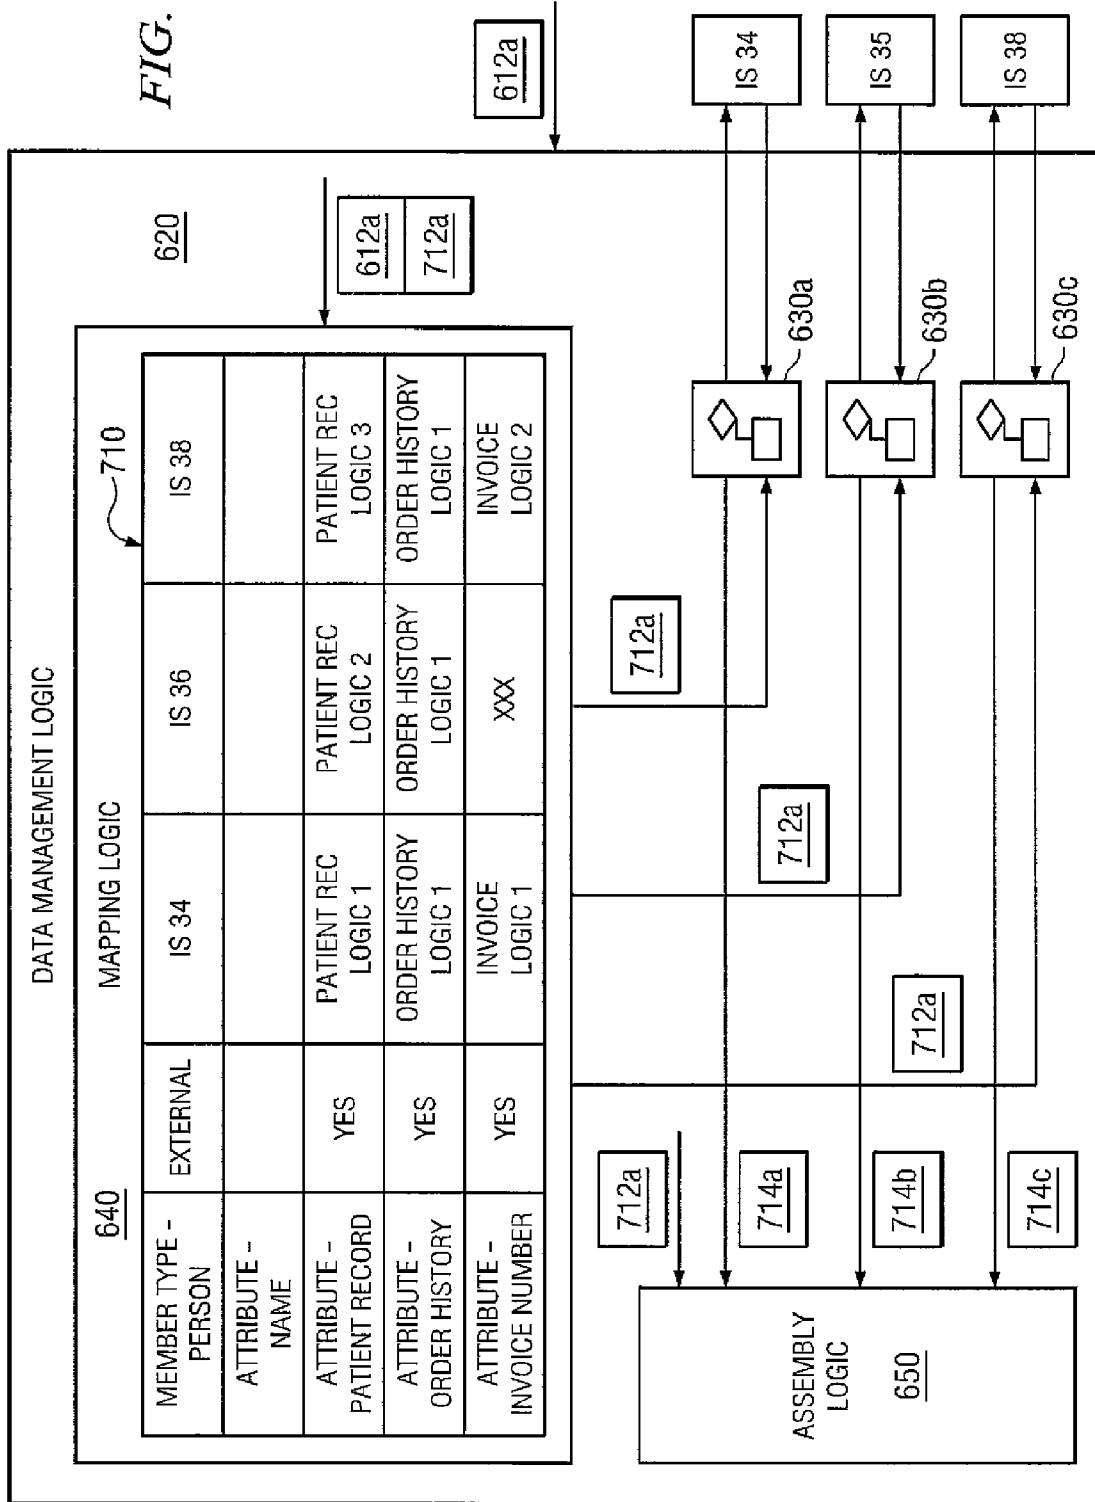 FIG.
DATA MANAGEMENT LOGIC
620
612a
MAPPING LOGIC
640
710
612a
712a
MEMBER TYPE -
PERSON
EXTERNAL
IS 34
IS 36
IS 38
ATTRIBUTE -
NAME
ATTRIBUTE -
PATIENT RECORD
YES
PATIENT REC
LOGIC 1
PATIENT REC
LOGIC 2
PATIENT REC
LOGIC 3
ATTRIBUTE -
ORDER HISTORY
YES
ORDER HISTORY
LOGIC 1
ORDER HISTORY
LOGIC 1
ORDER HISTORY
LOGIC 1
ATTRIBUTE -
INVOICE NUMBER
YES
INVOICE
LOGIC 1
XXX
INVOICE
LOGIC 2
712a
712a
712a
712a
714a
714b
714c
630a
630b
630c
IS 34
IS 35
IS 38
ASSEMBLY
LOGIC
650